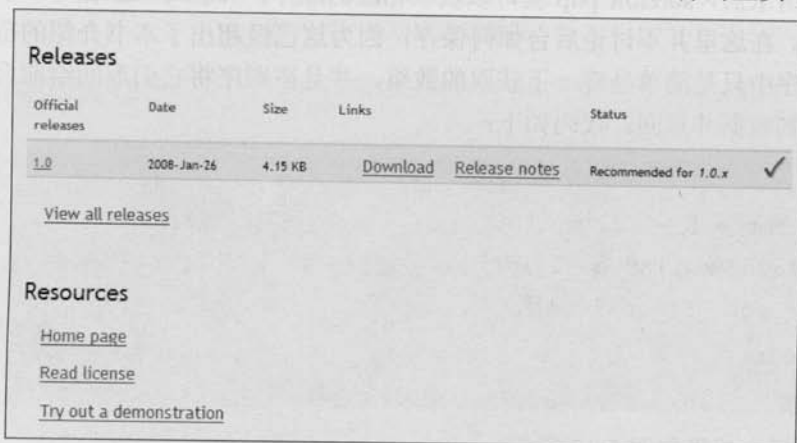 Releases
Official releases Date Size Links Status
1.0 2008-Jan-26 4.15 KB Download Release notes Recommended for 1.0.x ✓
View all releases
Resources
Home page
Read license
Try out a demonstration